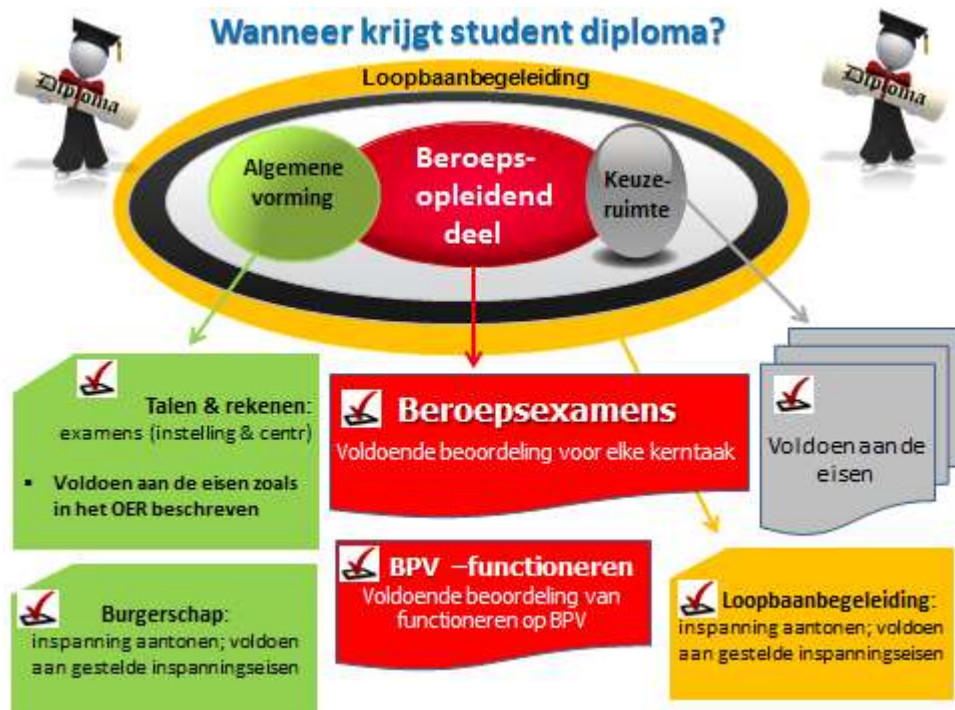 Wanneer krijgt student diploma?
Diploma
Diploma
Loopbaanbegeleiding
Algemene
vorming
Beroeps-
opleidend
deel
Keuze-
ruimte
Talen & rekenen:
examens (instelling & centr)
▪ Voldoen aan de eisen zoals
in het OER beschreven
Beroepsexamens
Voldoende beoordeling voor elke kerntaak
Voldoen aan de
eisen
Burgerschap:
inspanning aantonen; voldoen
aan gestelde inspanningseisen
BPV –functioneren
Voldoende beoordeling van
functioneren op BPV
Loopbaanbegeleiding:
inspanning aantonen; voldoen
aan gestelde inspanningseisen